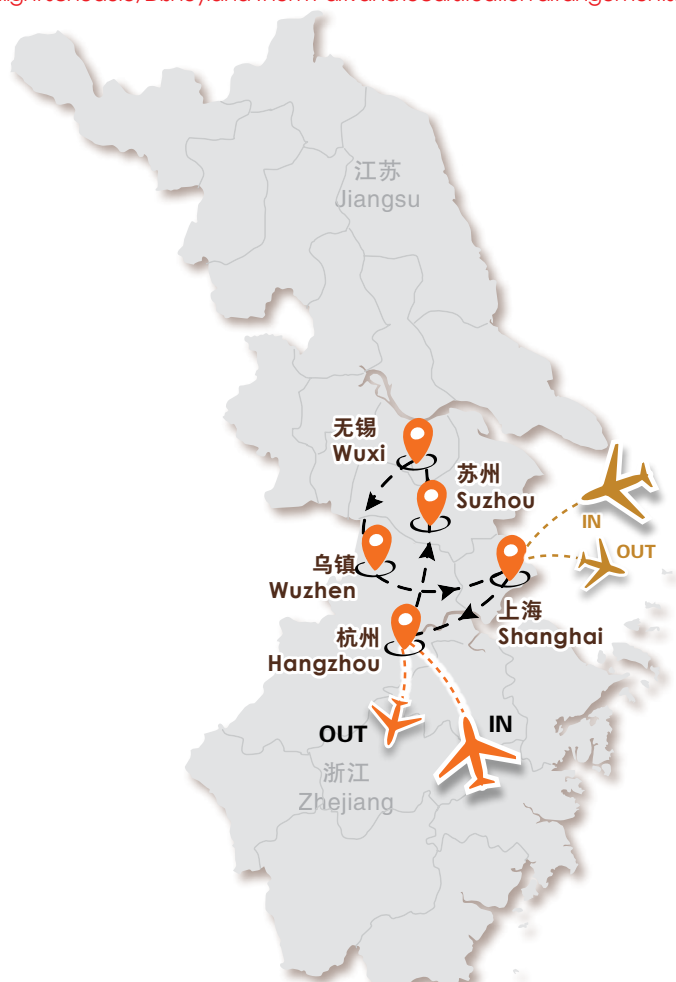 江苏
Jiangsu
无锡
Wuxi
苏州
Suzhou
IN
OUT
乌镇
Wuzhen
上海
Shanghai
杭州
Hangzhou
OUT
IN
浙江
Zhejiang